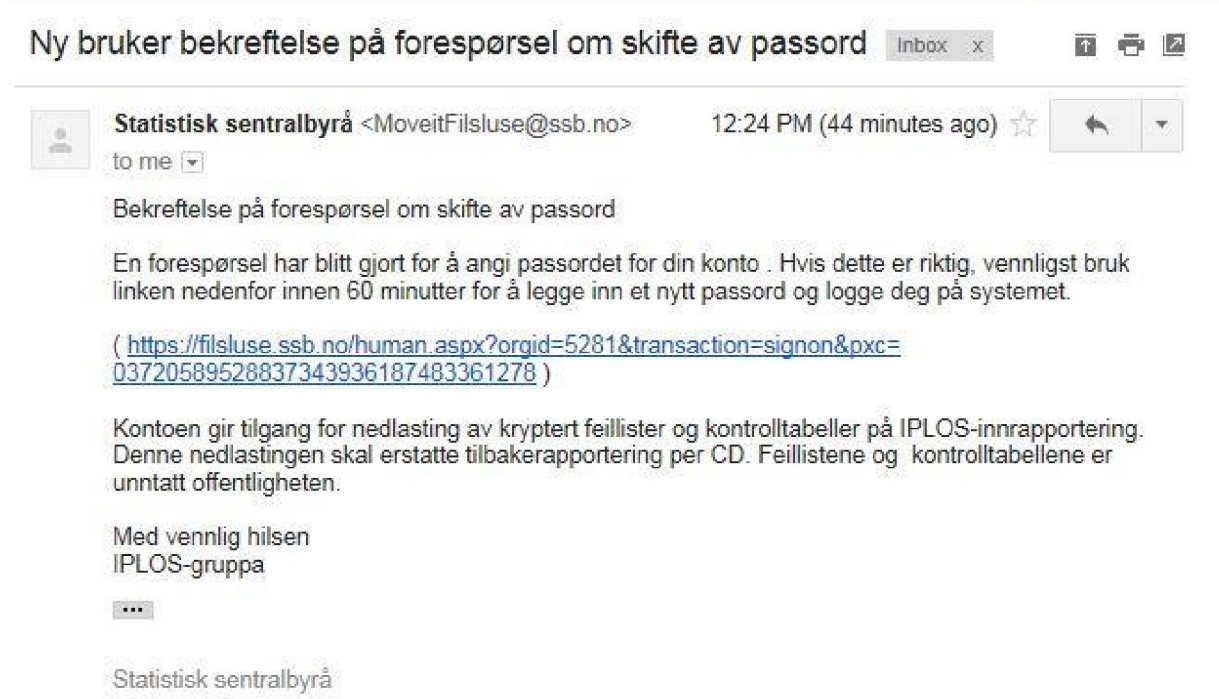 Ny bruker bekreftelse på forespørsel om skifte av passord Inbox x
Statistisk sentralbyrå <MoveitFilsluse@ssb.no> 12:24 PM (44 minutes ago)
to me
Bekreftelse på forespørsel om skifte av passord
En forespørsel har blitt gjort for å angi passordet for din konto . Hvis dette er riktig, vennligst bruk
linken nedenfor innen 60 minutter for å legge inn et nytt passord og logge deg på systemet.
( https://filsluse.ssb.no/human.aspx?orgid=5281&transaction=signon&pxc=
03720589528837343936187483361278 )
Kontoen gir tilgang for nedlasting av kryptert feillister og kontrolltabeller på IPLOS-innrapportering.
Denne nedlastingen skal erstatte tilbakerapportering per CD. Feillistene og kontrolltabellene er
unntatt offentligheten.
Med vennlig hilsen
IPLOS-gruppa
Statistisk sentralbyrå